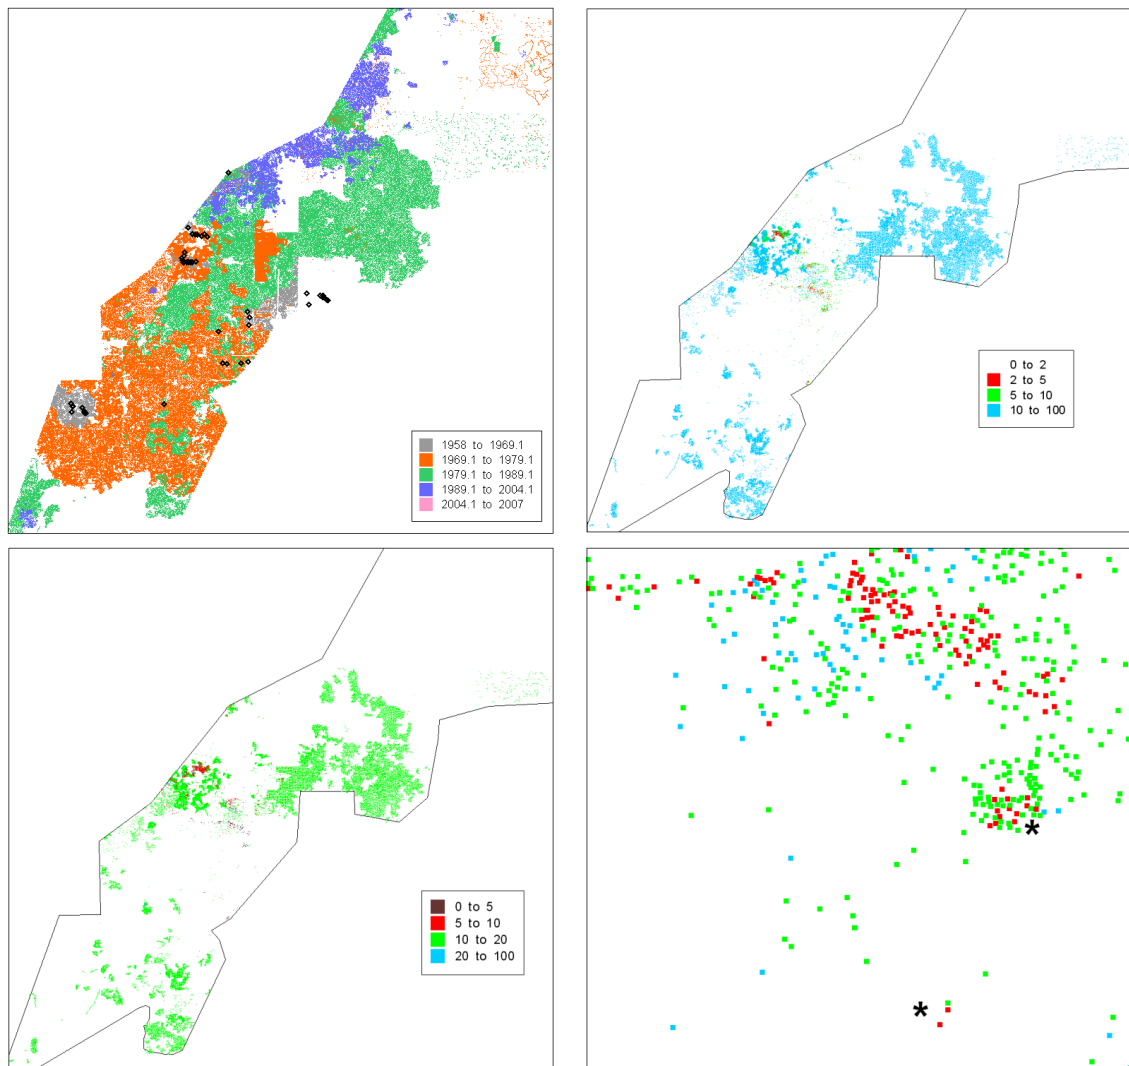 1958 to 1969.1
1969.1 to 1979.1
1979.1 to 1989.1
1989.1 to 2004.1
2004.1 to 2007
0 to 2
2 to 5
5 to 10
10 to 100
0 to 5
5 to 10
10 to 20
20 to 100
*
*